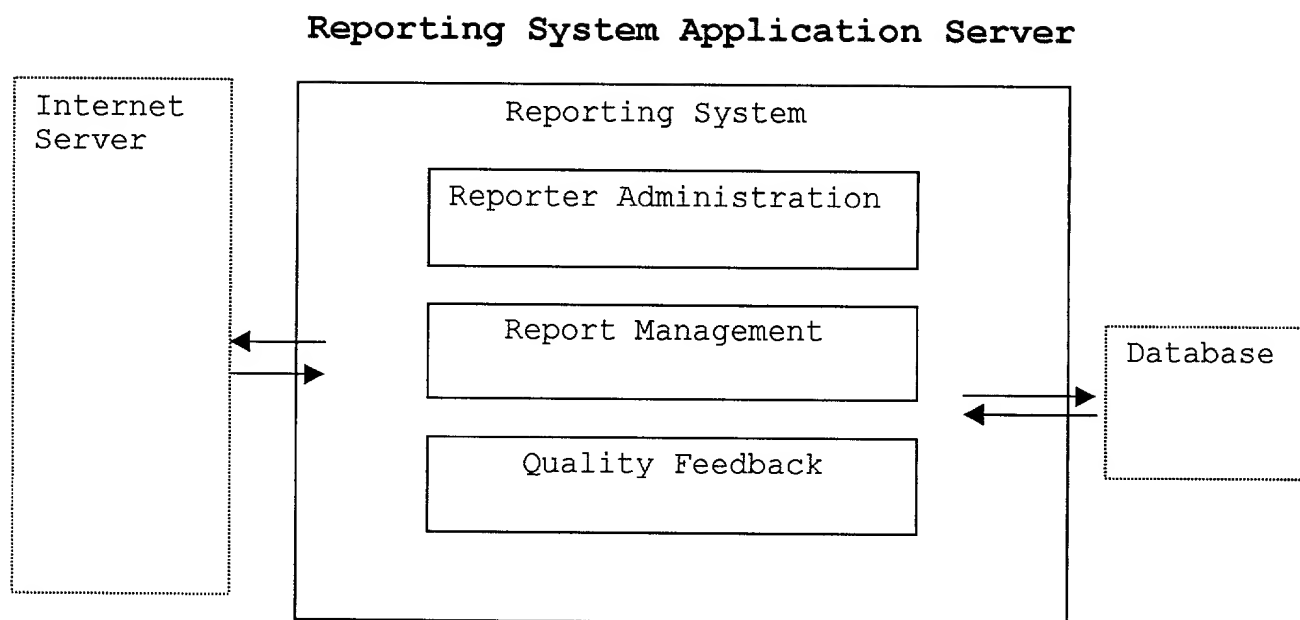 Reporting System Application Server
Internet
Server
Reporting System
Reporter Administration
Report Management
Quality Feedback
Database